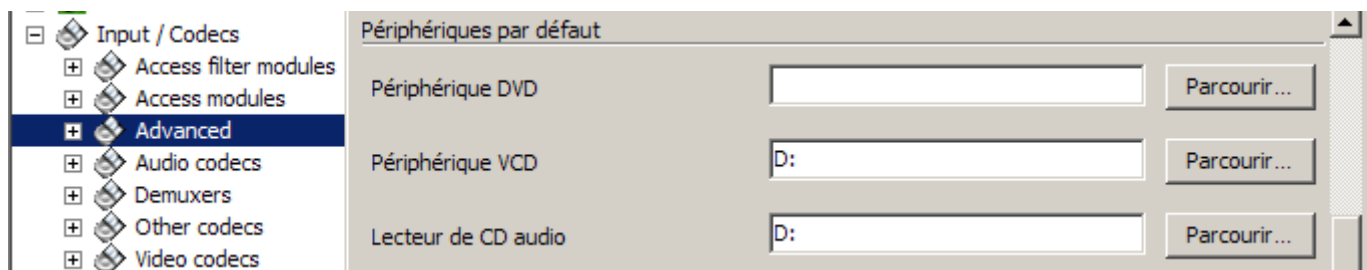 Input / Codecs
Access filter modules
Access modules
Advanced
Audio codecs
Demuxers
Other codecs
Video codecs
Périphériques par défaut
Périphérique DVD
Parcourir...
Périphérique VCD
D:
Parcourir...
Lecteur de CD audio
D:
Parcourir...